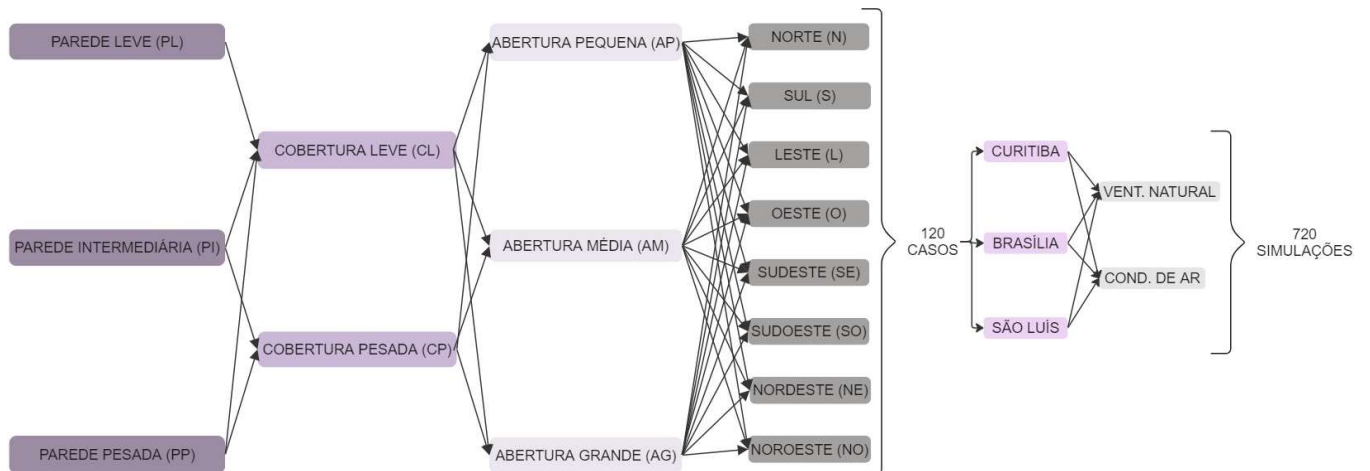 PAREDE LEVE (PL)
PAREDE INTERMEDIÁRIA (PI)
PAREDE PESADA (PP)
COBERTURA LEVE (CL)
COBERTURA PESADA (CP)
ABERTURA PEQUENA (AP)
ABERTURA MÉDIA (AM)
ABERTURA GRANDE (AG)
NORTE (N)
SUL (S)
LESTE (L)
OESTE (O)
SUDESTE (SE)
SUDOESTE (SO)
NORDESTE (NE)
NOROESTE (NO)
120
CASOS
CURITIBA
BRASÍLIA
SÃO LUÍS
VENT. NATURAL
COND. DE AR
720
SIMULAÇÕES